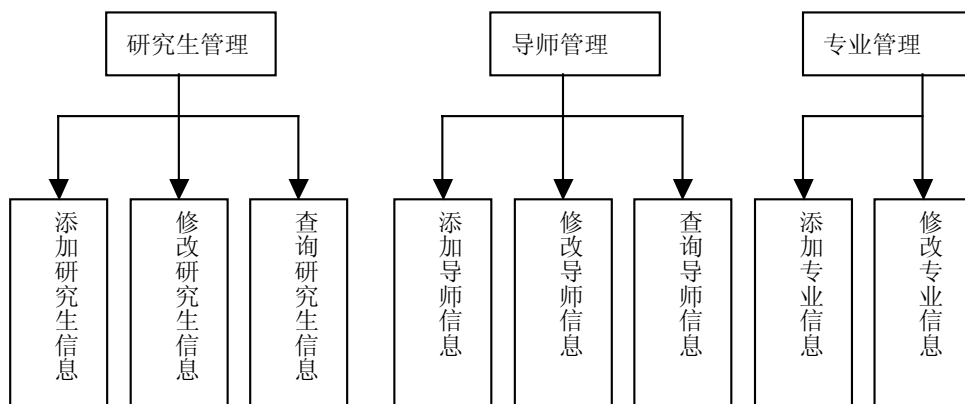 研究生管理
导师管理
专业管理
添加研究生信息
修改研究生信息
查询研究生信息
添加导师信息
修改导师信息
查询导师信息
添加专业信息
修改专业信息